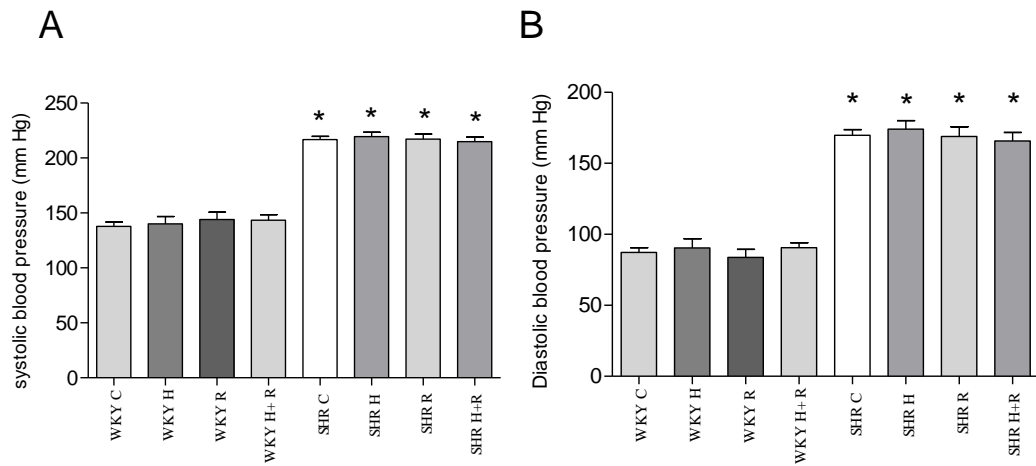 A
systolic blood pressure (mm Hg)
250
200
150
100
50
0
* * * *
WKY C
WKY H
WKY R
WKY H+ R
SHR C
SHR H
SHR R
SHR H+R
B
Diastolic blood pressure (mm Hg)
200
150
100
50
0
* * * *
WKY C
WKY H
WKY R
WKY H+ R
SHR C
SHR H
SHR R
SHR H+R